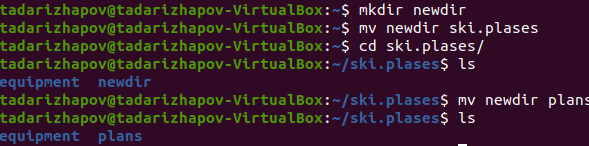 tadarizhapov@tadarizhapov-VirtualBox:~$ mkdir newdir
tadarizhapov@tadarizhapov-VirtualBox:~$ mv newdir ski.plases
tadarizhapov@tadarizhapov-VirtualBox:~$ cd ski.plases/
tadarizhapov@tadarizhapov-VirtualBox:~/ski.plases$ ls
equipment  newdir
tadarizhapov@tadarizhapov-VirtualBox:~/ski.plases$ mv newdir plans
tadarizhapov@tadarizhapov-VirtualBox:~/ski.plases$ ls
equipment  plans